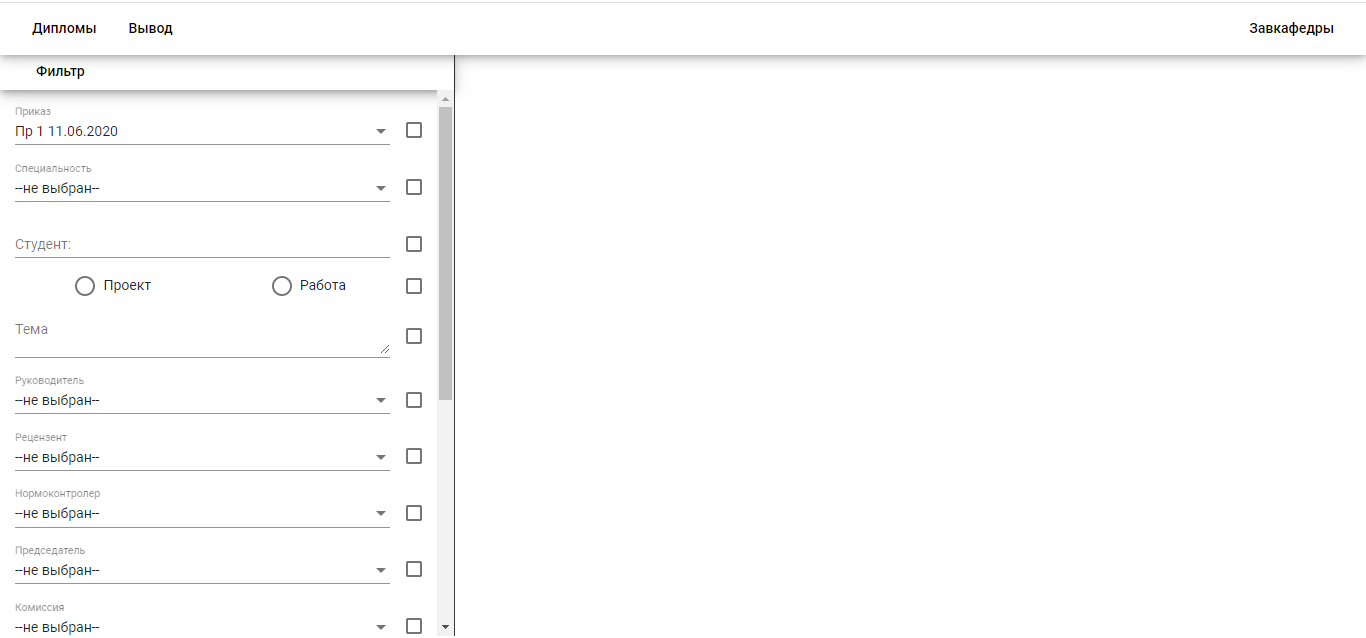 Дипломы Вывод Завкафедры
Фильтр
Приказ
Пр 1 11.06.2020
Специальность
--не выбран--
Студент:
Проект Работа
Тема
Руководитель
--не выбран--
Рецензент
--не выбран--
Нормоконтролер
--не выбран--
Председатель
--не выбран--
Комиссия
--не выбран--